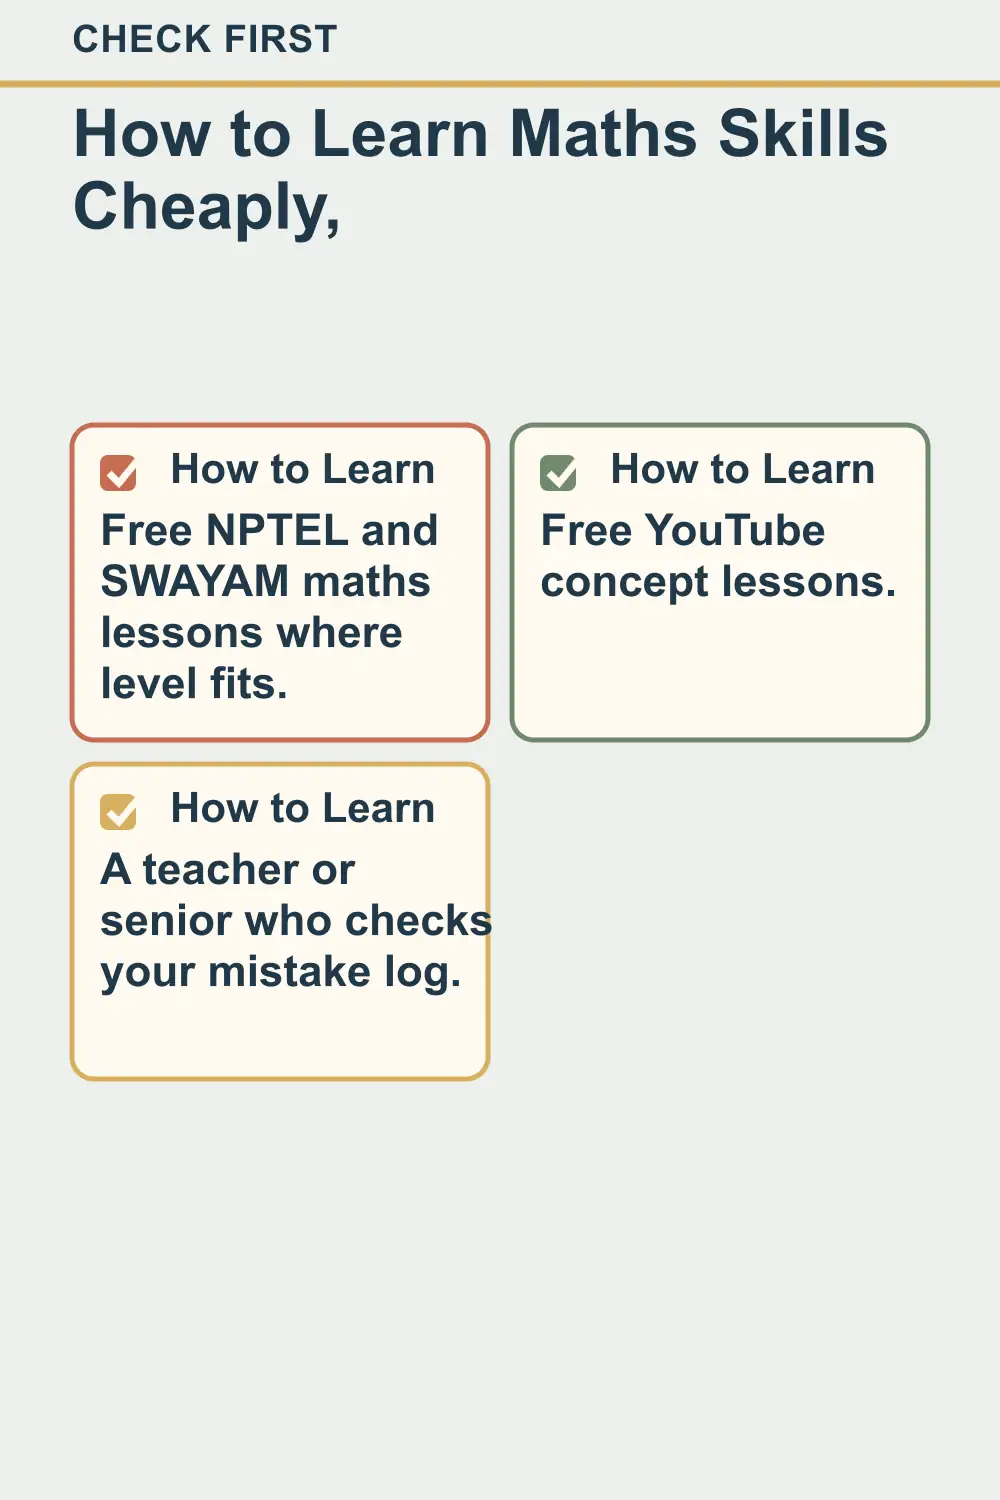 CHECK FIRST
How to Learn Maths Skills
Cheaply,
How to Learn
Free NPTEL and
SWAYAM maths
lessons where
level fits.
How to Learn
Free YouTube
concept lessons.
How to Learn
A teacher or
senior who checks
your mistake log.